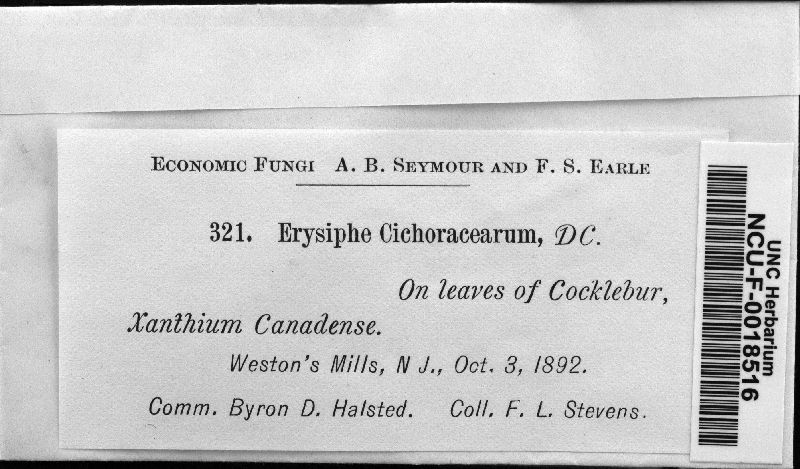 Economic Fungi A. B. Seymour and F. S. Earle
321. Erysiphe Cichoracearum, DC.
On leaves of Cocklebur,
Xanthium Canadense.
Weston's Mills, N J., Oct. 3, 1892.
Comm. Byron D. Halsted. Coll. F. L. Stevens.
UNC Herbarium
NCU-F-0018516